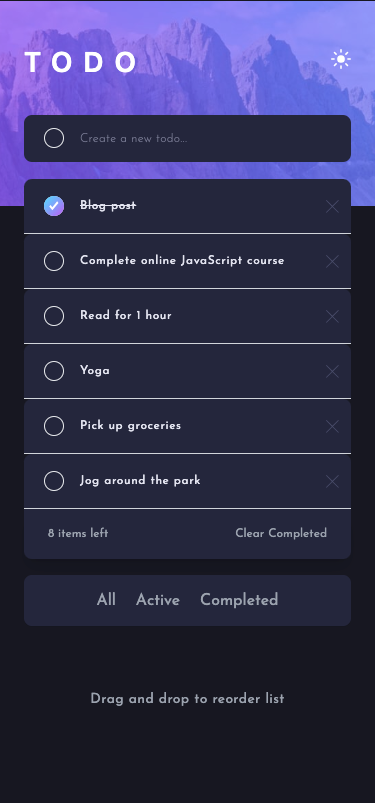 TODO
Create a new todo...
Blog post
Complete online JavaScript course
Read for 1 hour
Yoga
Pick up groceries
Jog around the park
8 items left Clear Completed
All Active Completed
Drag and drop to reorder list